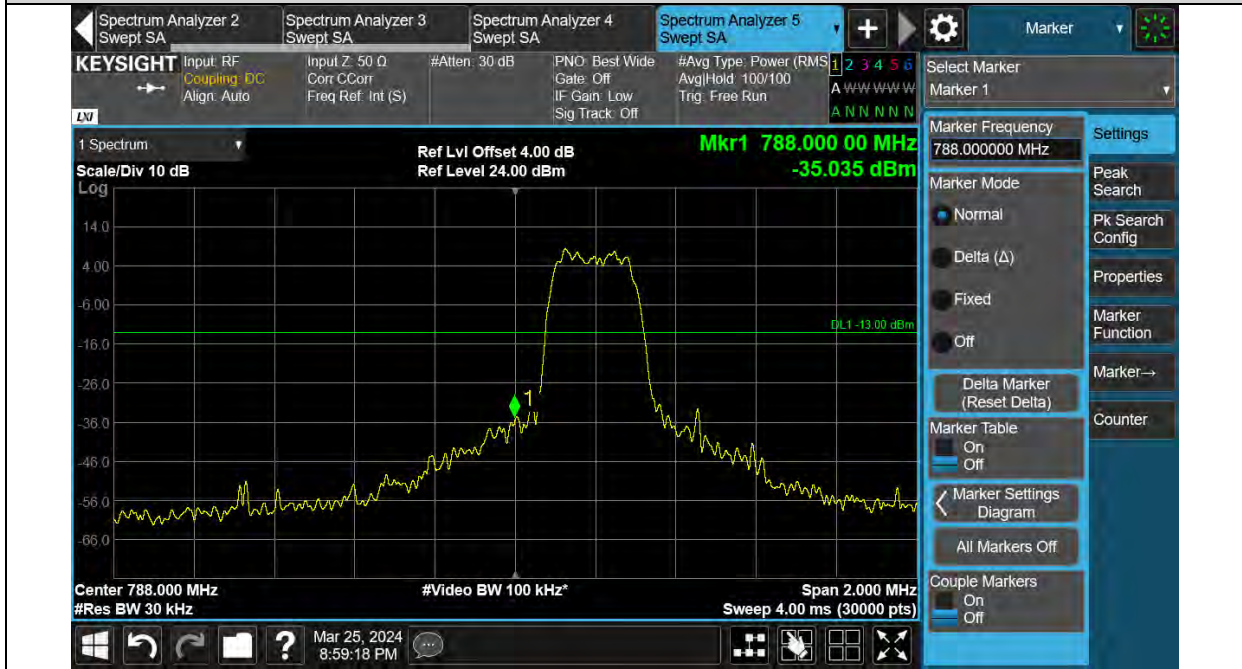 Spectrum Analyzer 2
Swept SA
Spectrum Analyzer 3
Swept SA
Spectrum Analyzer 4
Swept SA
Spectrum Analyzer 5
Swept SA
+
Marker
KEYSIGHT
LXI
Input: RF
Coupling: DC
Align: Auto
Input Z: 50 Ω
Corr CCorr
Freq Ref: Int (S)
#Atten: 30 dB
PNO: Best Wide
Gate: Off
IF Gain: Low
Sig Track: Off
#Avg Type: Power (RMS
Avg|Hold: 100/100
Trig: Free Run
1 2 3 4 5 6
A W W W W W
A N N N N N
Select Marker
Marker 1
1 Spectrum
Scale/Div 10 dB
Log
Ref Lvl Offset 4.00 dB
Ref Level 24.00 dBm
Mkr1 788.000 00 MHz
-35.035 dBm
14.0
4.00
-6.00
-16.0
-26.0
-36.0
-46.0
-56.0
-66.0
DL1 -13.00 dBm
1
Center 788.000 MHz
#Res BW 30 kHz
#Video BW 100 kHz*
Span 2.000 MHz
Sweep 4.00 ms (30000 pts)
Marker Frequency
788.000000 MHz
Marker Mode
Normal
Delta (Δ)
Fixed
Off
Delta Marker
(Reset Delta)
Marker Table
On
Off
Marker Settings
Diagram
All Markers Off
Couple Markers
On
Off
Settings
Peak
Search
Pk Search
Config
Properties
Marker
Function
Marker→
Counter
?
Mar 25, 2024
8:59:18 PM